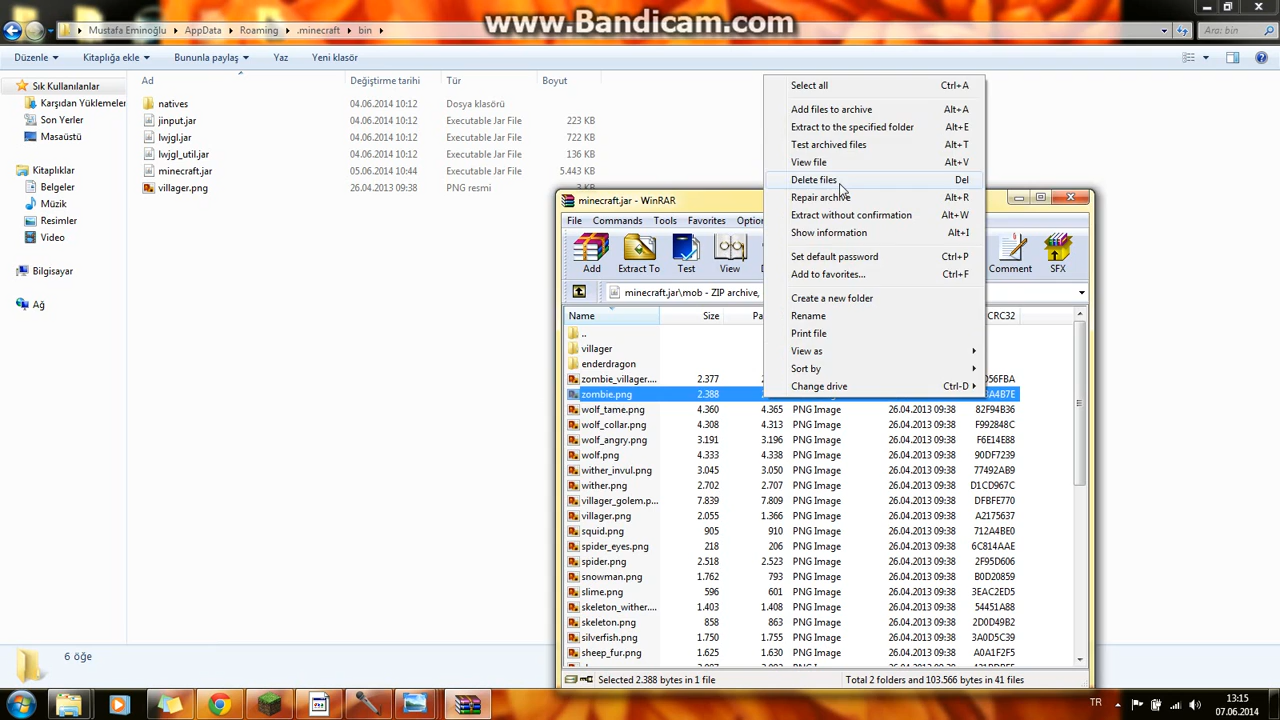 www.Bandicam.com
Mustafa Eminoğlu ▸ AppData ▸ Roaming ▸ .minecraft ▸ bin ▸
Ara: bin
Düzenle ▾ Kitaplığa ekle ▾ Bununla paylaş ▾ Yaz Yeni klasör
Sık Kullanılanlar
Karşıdan Yüklemeler
Son Yerler
Masaüstü
Kitaplıklar
Belgeler
Müzik
Resimler
Video
Bilgisayar
Ağ
Ad Değiştirme tarihi Tür Boyut
natives 04.06.2014 10:12 Dosya klasörü
jinput.jar 04.06.2014 10:12 Executable Jar File 223 KB
lwjgl.jar 04.06.2014 10:12 Executable Jar File 722 KB
lwjgl_util.jar 04.06.2014 10:12 Executable Jar File 136 KB
minecraft.jar 04.06.2014 10:12 Executable Jar File 5.443 KB
villager.png 26.04.2013 09:38 PNG resmi 3 KB
Select all Ctrl+A
Add files to archive Alt+A
Extract to the specified folder Alt+E
Test archived files Alt+T
View file Alt+V
Delete files Del
Repair archive Alt+R
Extract without confirmation Alt+W
Show information Alt+I
Set default password Ctrl+P
Add to favorites... Ctrl+F
Create a new folder
Rename
Print file
View as
Sort by
Change drive Ctrl-D
minecraft.jar - WinRAR
File Commands Tools Favorites
Add Extract To Test View Comment SFX
minecraft.jar\mob - ZIP archive,
Name Size CRC32
..
villager
enderdragon
zombie_villager.... 2.377
zombie.png 2.388
wolf_tame.png 4.360 4.365 PNG Image 26.04.2013 09:38 82F94B36
wolf_collar.png 4.308 4.313 PNG Image 26.04.2013 09:38 F992848C
wolf_angry.png 3.191 3.196 PNG Image 26.04.2013 09:38 F6E14E88
wolf.png 4.333 4.338 PNG Image 26.04.2013 09:38 90DF7239
wither_invul.png 3.045 3.050 PNG Image 26.04.2013 09:38 77492AB9
wither.png 2.702 2.707 PNG Image 26.04.2013 09:38 D1CD967C
villager_golem.p... 7.839 7.809 PNG Image 26.04.2013 09:38 DFBFE770
villager.png 2.055 1.366 PNG Image 26.04.2013 09:38 A2175637
squid.png 905 910 PNG Image 26.04.2013 09:38 712A4BE0
spider_eyes.png 218 206 PNG Image 26.04.2013 09:38 6C814AAE
spider.png 2.518 2.523 PNG Image 26.04.2013 09:38 2F95D606
snowman.png 1.762 793 PNG Image 26.04.2013 09:38 B0D20859
slime.png 596 601 PNG Image 26.04.2013 09:38 3EAC2ED5
skeleton_wither.... 1.403 1.408 PNG Image 26.04.2013 09:38 54451A88
skeleton.png 858 863 PNG Image 26.04.2013 09:38 2D0D49B2
silverfish.png 1.750 1.755 PNG Image 26.04.2013 09:38 5A0D3C39
sheep_fur.png 1.625 1.630 PNG Image 26.04.2013 09:38 A0A1F2F5
Selected 2.388 bytes in 1 file Total 2 folders and 103.566 bytes in 41 files
6 öğe
TR 13:15
07.06.2014